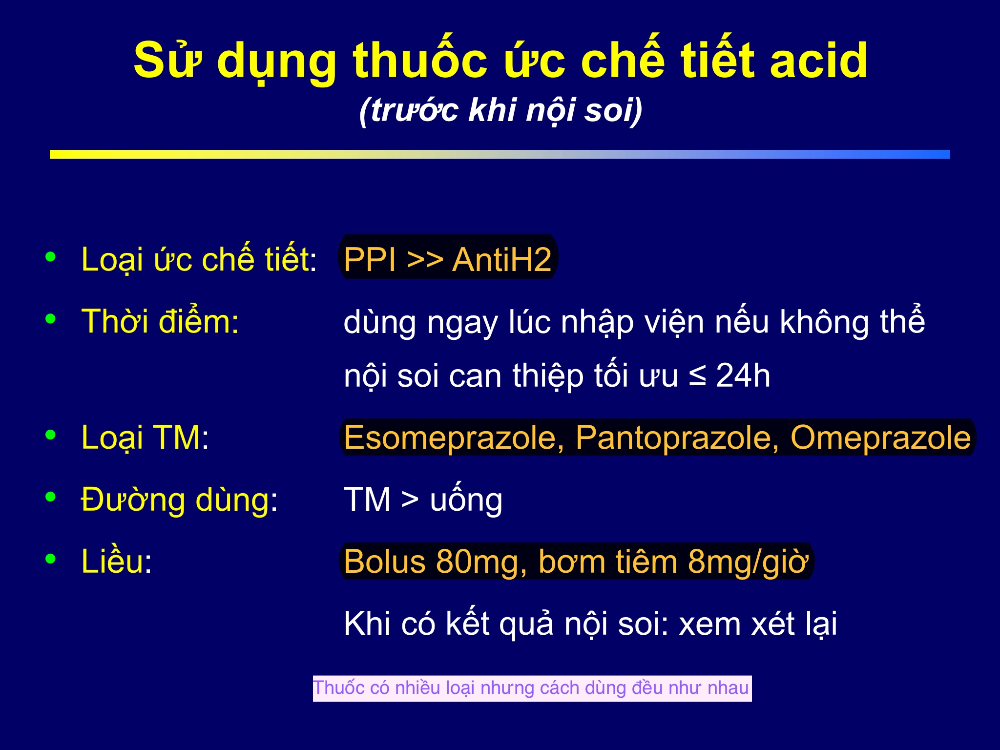 Sử dụng thuốc ức chế tiết acid
(trước khi nội soi)
• Loại ức chế tiết: PPI >> AntiH2
• Thời điểm: dùng ngay lúc nhập viện nếu không thể
nội soi can thiệp tối ưu ≤ 24h
• Loại TM: Esomeprazole, Pantoprazole, Omeprazole
• Đường dùng: TM > uống
• Liều: Bolus 80mg, bơm tiêm 8mg/giờ
Khi có kết quả nội soi: xem xét lại
Thuốc có nhiều loại nhưng cách dùng đều như nhau